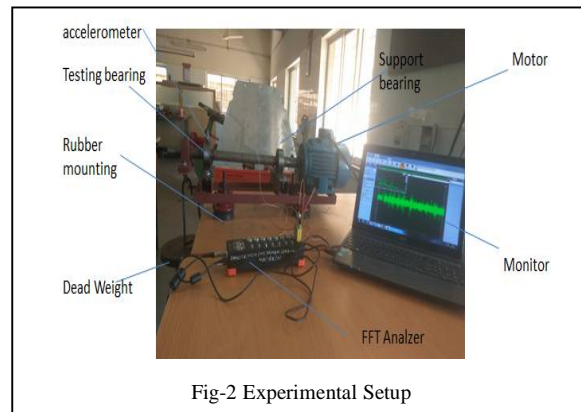 accelerometer
Testing bearing
Support
bearing
Motor
Rubber
mounting
Monitor
Dead Weight
FFT Analzer
Fig-2 Experimental Setup